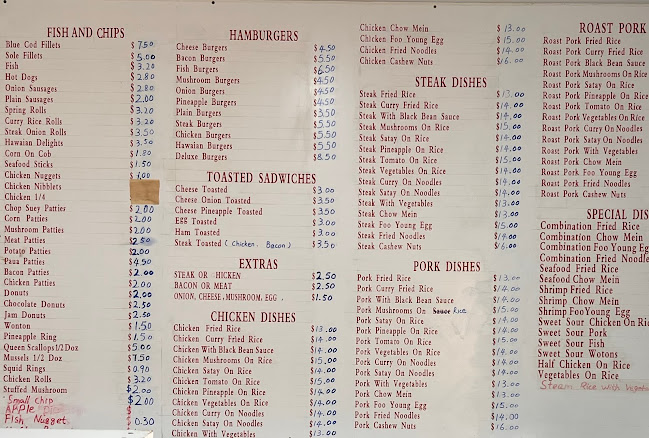 FISH AND CHIPS
Blue Cod Fillets $7.50
Sole Fillets $5.00
Fish $3.20
Hot Dogs $2.80
Onion Sausages $2.80
Plain Sausages $2.00
Spring Rolls $3.20
Curry Rice Rolls $3.20
Steak Onion Rolls $3.50
Hawaiian Delights $3.50
Corn On Cob $1.80
Seafood Sticks $1.50
Chicken Nuggets $1.00
Chicken Nibblets
Chicken 1/4
Chop Suey Patties $2.00
Corn Patties $2.00
Mushroom Patties $2.00
Meat Patties $2.50
Potato Patties $2.00
Paua Patties $4.50
Bacon Patties $2.00
Chicken Patties $2.00
Donuts $2.00
Chocolate Donuts $2.50
Jam Donuts $2.50
Wonton $1.50
Pineapple Ring $1.50
Queen Scallops1/2Doz $5.00
Mussels 1/2 Doz $7.50
Squid Rings $0.90
Chicken Rolls $3.20
Stuffed Mushroom $2.00
Small chip $2.00
APPLE $
Fish Nugget $0.30
HAMBURGERS
Cheese Burgers $4.50
Bacon Burgers $5.50
Fish Burgers $6.50
Mushroom Burgers $4.50
Onion Burgers $4.50
Pineapple Burgers $4.50
Plain Burgers $3.50
Steak Burgers $5.50
Chicken Burgers $5.50
Hawaiian Burgers $5.50
Deluxe Burgers $8.50
TOASTED SADWICHES
Cheese Toasted $3.00
Cheese Onion Toasted $3.50
Cheese Pineapple Toasted $3.50
EGG Toasted $3.00
Ham Toasted $3.00
Steak Toasted (Chicken. Bacon) $3.50
EXTRAS
STEAK OR CHICKEN $2.50
BACON OR MEAT $2.50
ONION, CHEESE, MUSHROOM, EGG, $1.50
CHICKEN DISHES
Chicken Fried Rice $13.00
Chicken Curry Fried Rice $14.00
Chicken With Black Bean Sauce $14.00
Chicken Mushrooms On Rice $15.00
Chicken Satay On Rice $14.00
Chicken Tomato On Rice $15.00
Chicken Pineapple On Rice $14.00
Chicken Vegetables On Rice $14.00
Chicken Curry On Noodles $14.00
Chicken Satay On Noodles $14.00
Chicken With Vegetables $13.00
Chicken Chow Mein $13.00
Chicken Foo Young Egg $15.00
Chicken Fried Noodles $14.00
Chicken Cashew Nuts $16.00
STEAK DISHES
Steak Fried Rice $13.00
Steak Curry Fried Rice $14.00
Steak With Black Bean Sauce $14.00
Steak Mushrooms On Rice $15.00
Steak Satay On Rice $14.00
Steak Pineapple On Rice $14.00
Steak Tomato On Rice $15.00
Steak Vegetables On Rice $14.00
Steak Curry On Noodles $14.00
Steak Satay On Noodles $14.00
Steak With Vegetables $13.00
Steak Chow Mein $13.00
Steak Foo Young Egg $15.00
Steak Fried Noodles $14.00
Steak Cashew Nuts $16.00
PORK DISHES
Pork Fried Rice $13.00
Pork Curry Fried Rice $14.00
Pork With Black Bean Sauce $14.00
Pork Mushrooms On Sauce Rice $15.00
Pork Satay On Rice $14.00
Pork Pineapple On Rice $14.00
Pork Tomato On Rice $15.00
Pork Vegetables On Rice $14.00
Pork Curry On Noodles $14.00
Pork Satay On Noodles $14.00
Pork With Vegetables $13.00
Pork Chow Mein $13.00
Pork Foo Young Egg $15.00
Pork Fried Noodles $14.00
Pork Cashew Nuts $16.00
ROAST PORK
Roast Pork Fried Rice
Roast Pork Curry Fried Rice
Roast Pork Black Bean Sauce
Roast Pork Mushrooms On Rice
Roast Pork Satay On Rice
Roast Pork Pineapple On Rice
Roast Pork Tomato On Rice
Roast Pork Vegetables On Rice
Roast Pork Curry On Noodles
Roast Pork Satay On Noodles
Roast Pork With Vegetables
Roast Pork Chow Mein
Roast Pork Foo Young Egg
Roast Pork Fried Noodles
Roast Pork Cashew Nuts
SPECIAL DIS
Combination Fried Rice
Combination Chow Mein
Combination Foo Young Egg
Combination Fried Noodle
Seafood Fried Rice
Seafood Chow Mein
Shrimp Fried Rice
Shrimp Chow Mein
Shrimp Foo Young Egg
Sweet Sour Chicken On Ri
Sweet Sour Pork
Sweet Sour Fish
Sweet Sour Wotons
Half Chicken On Rice
Vegetables On Rice
Steam Rice with Vegeta